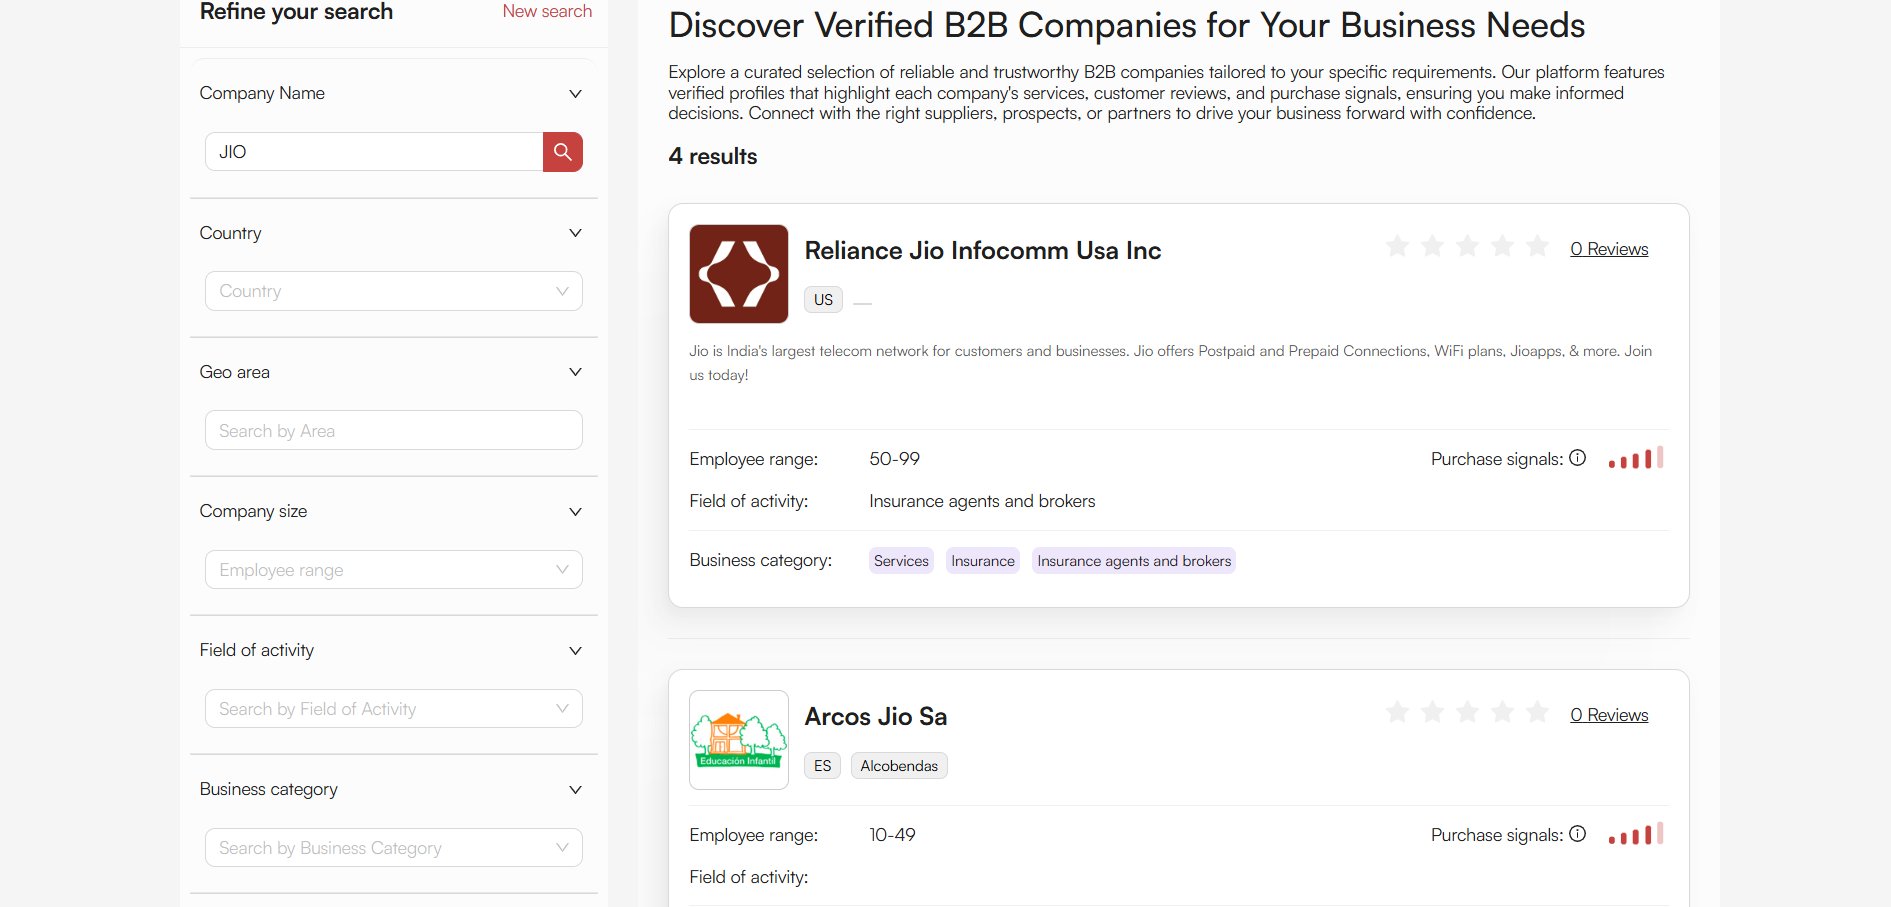 Refine your search
New search
Company Name
JIO
Country
Country
Geo area
Search by Area
Company size
Employee range
Field of activity
Search by Field of Activity
Business category
Search by Business Category
Discover Verified B2B Companies for Your Business Needs
Explore a curated selection of reliable and trustworthy B2B companies tailored to your specific requirements. Our platform features
verified profiles that highlight each company's services, customer reviews, and purchase signals, ensuring you make informed
decisions. Connect with the right suppliers, prospects, or partners to drive your business forward with confidence.
4 results
Reliance Jio Infocomm Usa Inc
0 Reviews
US
Jio is India's largest telecom network for customers and businesses. Jio offers Postpaid and Prepaid Connections, WiFi plans, Jioapps, & more. Join
us today!
Employee range: 50-99
Purchase signals:
Field of activity: Insurance agents and brokers
Business category: Services Insurance Insurance agents and brokers
Educación Infantil
Arcos Jio Sa
0 Reviews
ES Alcobendas
Employee range: 10-49
Purchase signals:
Field of activity: